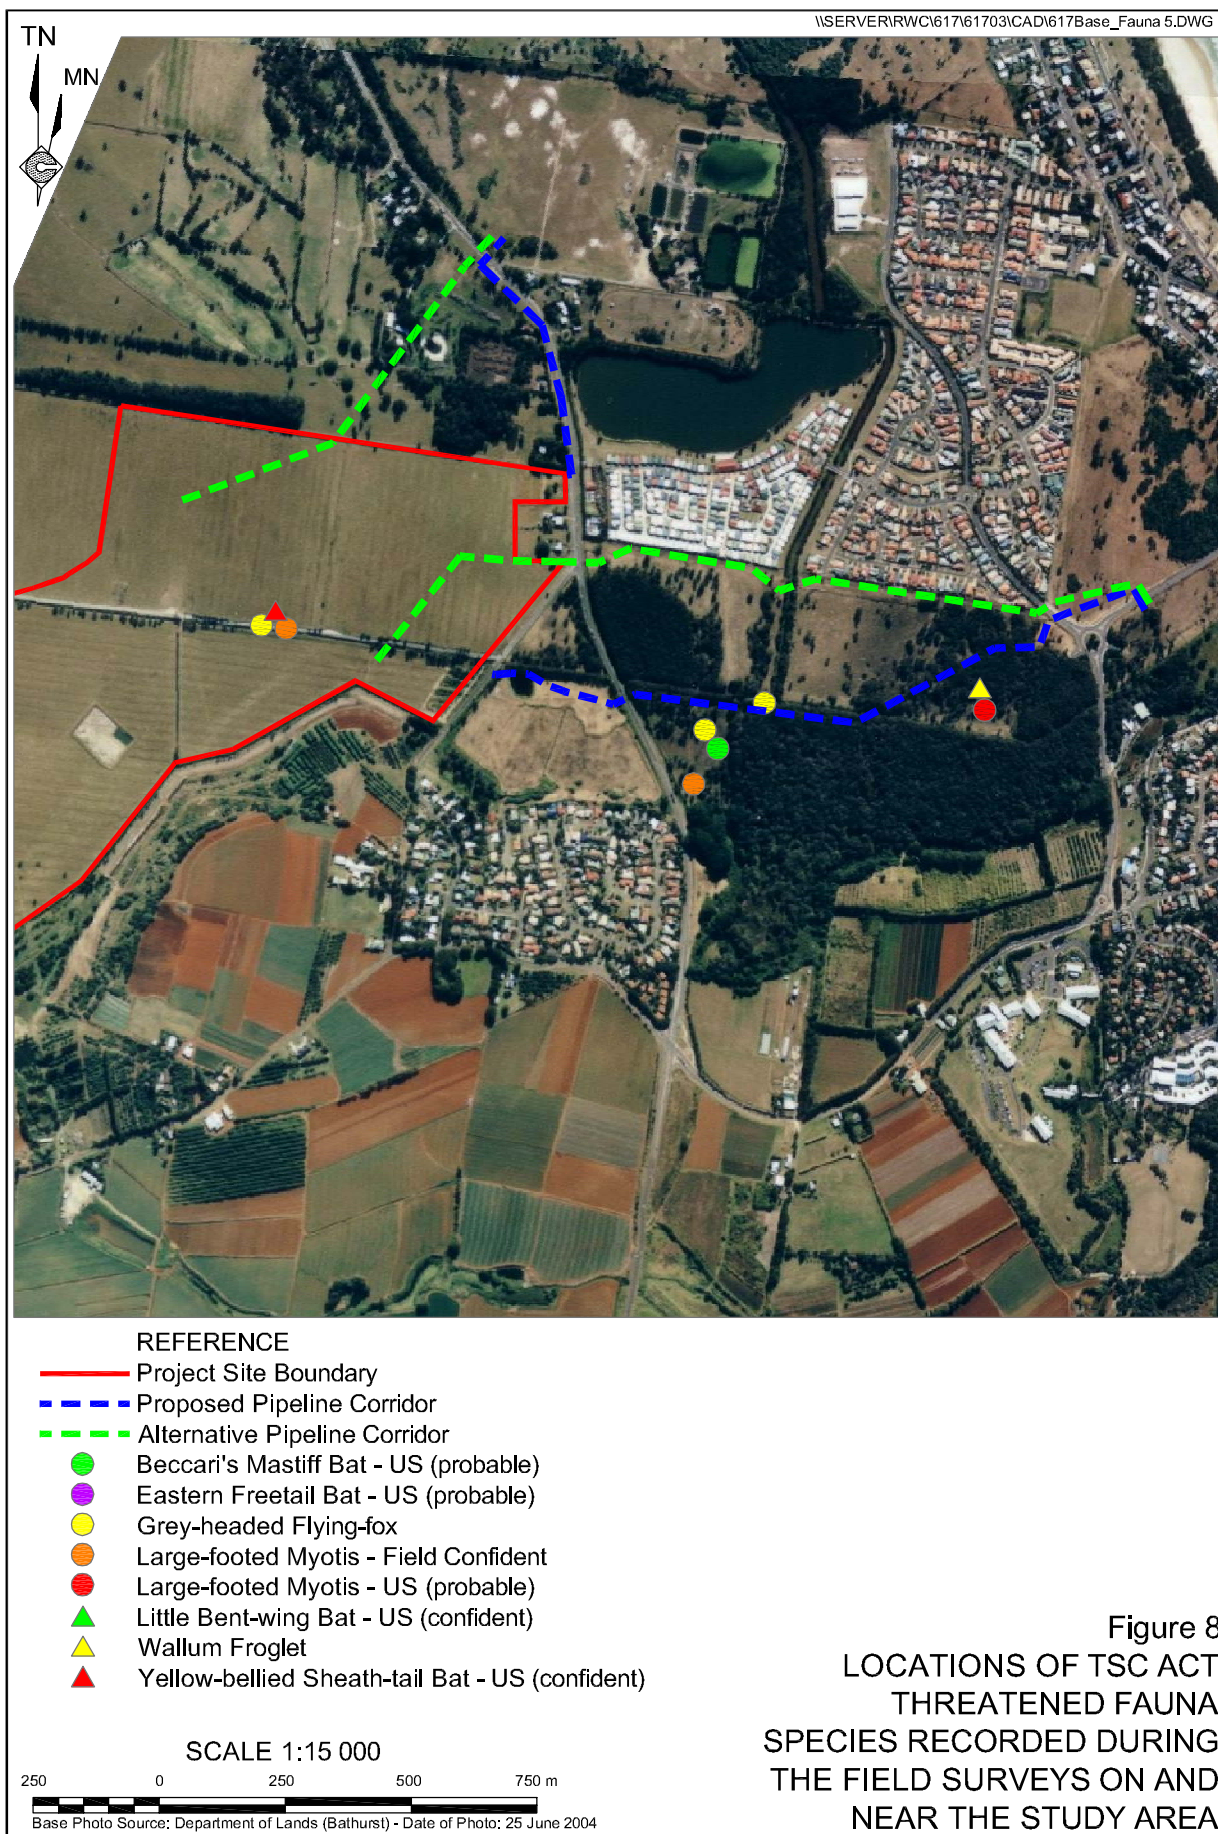 \\SERVER\RWC\617\61703\CAD\617Base_Fauna 5.DWG
TN
MN
REFERENCE
Project Site Boundary
Proposed Pipeline Corridor
Alternative Pipeline Corridor
Beccari's Mastiff Bat - US (probable)
Eastern Freetail Bat - US (probable)
Grey-headed Flying-fox
Large-footed Myotis - Field Confident
Large-footed Myotis - US (probable)
Little Bent-wing Bat - US (confident)
Wallum Froglet
Yellow-bellied Sheath-tail Bat - US (confident)
SCALE 1:15 000
250 0 250 500 750 m
Base Photo Source: Department of Lands (Bathurst) - Date of Photo: 25 June 2004
Figure 8
LOCATIONS OF TSC ACT
THREATENED FAUNA
SPECIES RECORDED DURING
THE FIELD SURVEYS ON AND
NEAR THE STUDY AREA